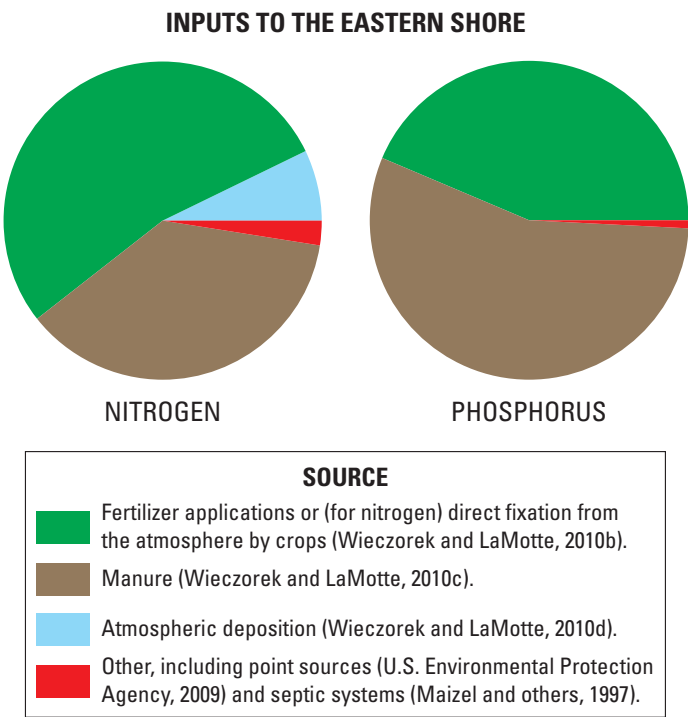 INPUTS TO THE EASTERN SHORE
NITROGEN
PHOSPHORUS
SOURCE
Fertilizer applications or (for nitrogen) direct fixation from
the atmosphere by crops (Wieczorek and LaMotte, 2010b).
Manure (Wieczorek and LaMotte, 2010c).
Atmospheric deposition (Wieczorek and LaMotte, 2010d).
Other, including point sources (U.S. Environmental Protection
Agency, 2009) and septic systems (Maizel and others, 1997).